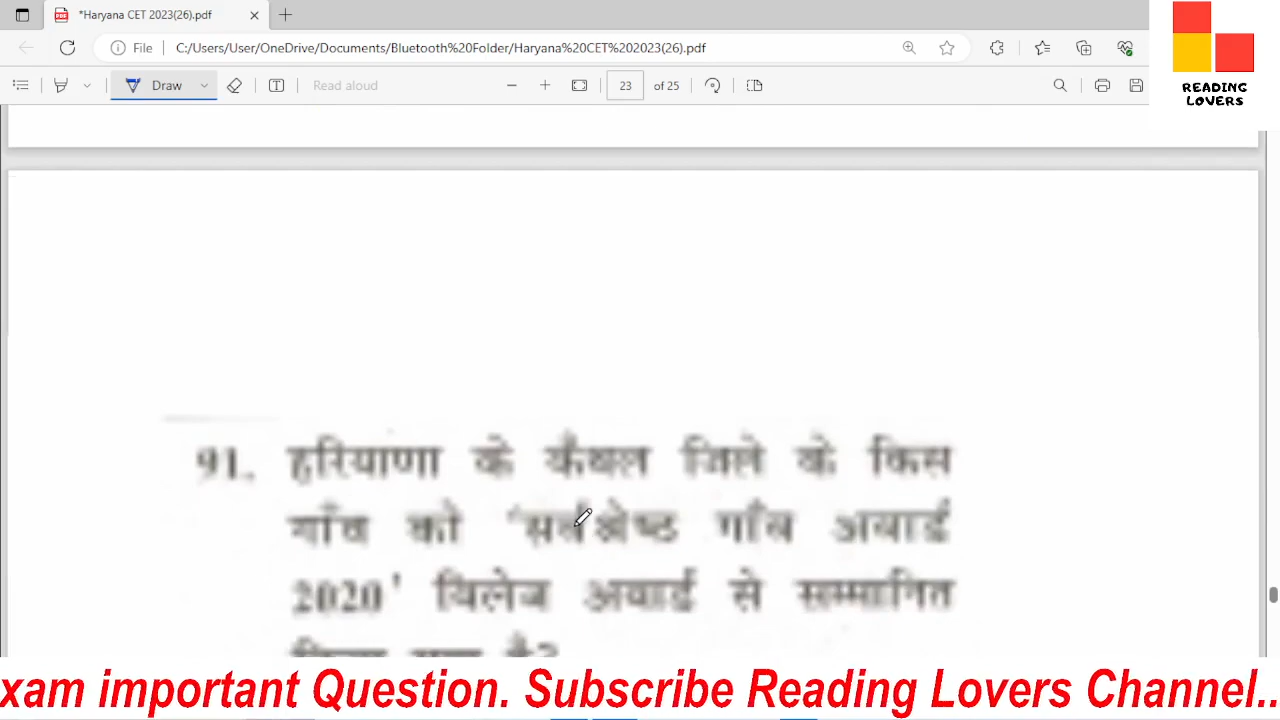 *Haryana CET 2023(26).pdf
File C:/Users/User/OneDrive/Documents/Bluetooth%20Folder/Haryana%20CET%202023(26).pdf
Draw Read aloud 23 of 25
READING
LOVERS
91. हरियाणा के कैथल जिले के किस
गाँव को 'सर्वश्रेष्ठ गाँव अवार्ड
2020' विलेज अवार्ड से सम्मानित
xam important Question. Subscribe Reading Lovers Channel..